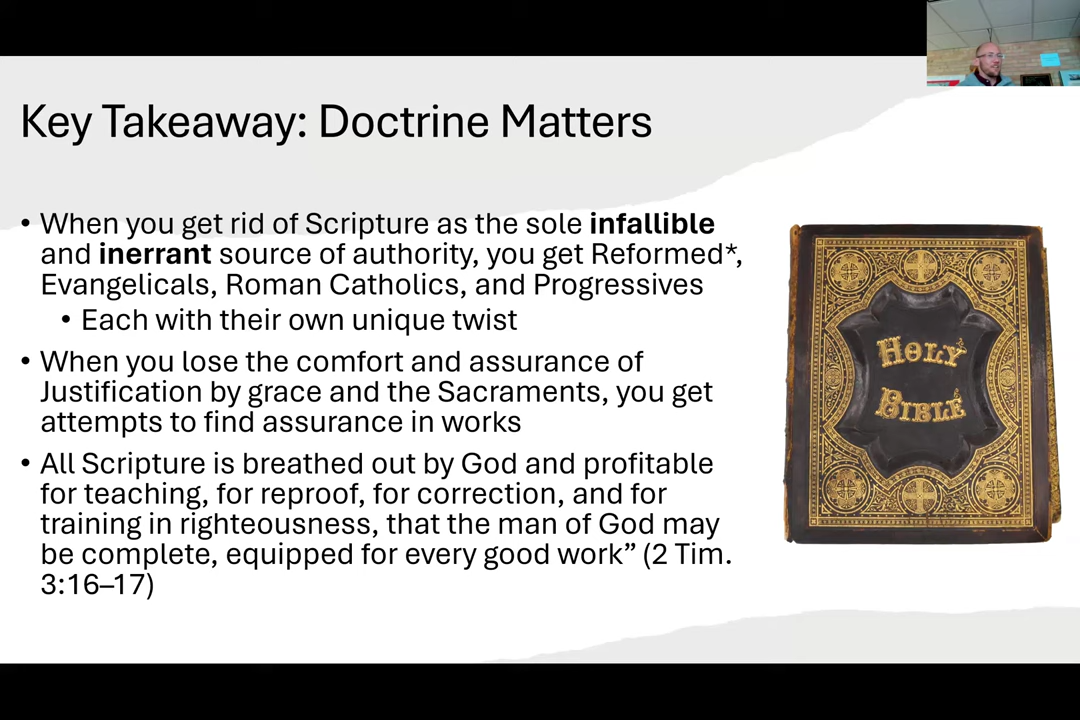 Key Takeaway: Doctrine Matters
• When you get rid of Scripture as the sole infallible
and inerrant source of authority, you get Reformed*,
Evangelicals, Roman Catholics, and Progressives
• Each with their own unique twist
• When you lose the comfort and assurance of
Justification by grace and the Sacraments, you get
attempts to find assurance in works
• All Scripture is breathed out by God and profitable
for teaching, for reproof, for correction, and for
training in righteousness, that the man of God may
be complete, equipped for every good work” (2 Tim.
3:16–17)
HOLY
BIBLE